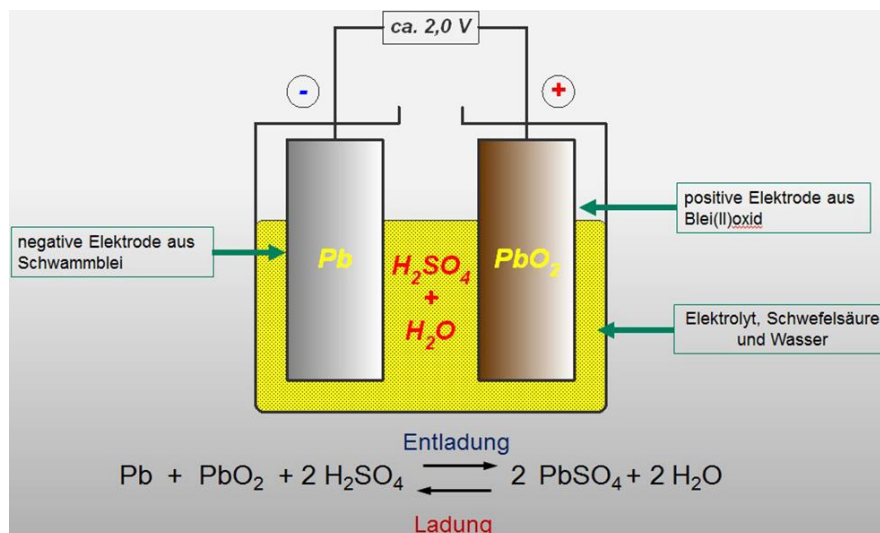 ca. 2,0 V
-
+
positive Elektrode aus
Blei(II)oxid
negative Elektrode aus
Schwammblei
Pb
H₂SO₄
+
H₂O
PbO₂
Elektrolyt, Schwefelsäure
und Wasser
Entladung
Pb + PbO₂ + 2 H₂SO₄ ⇄ 2 PbSO₄ + 2 H₂O
Ladung